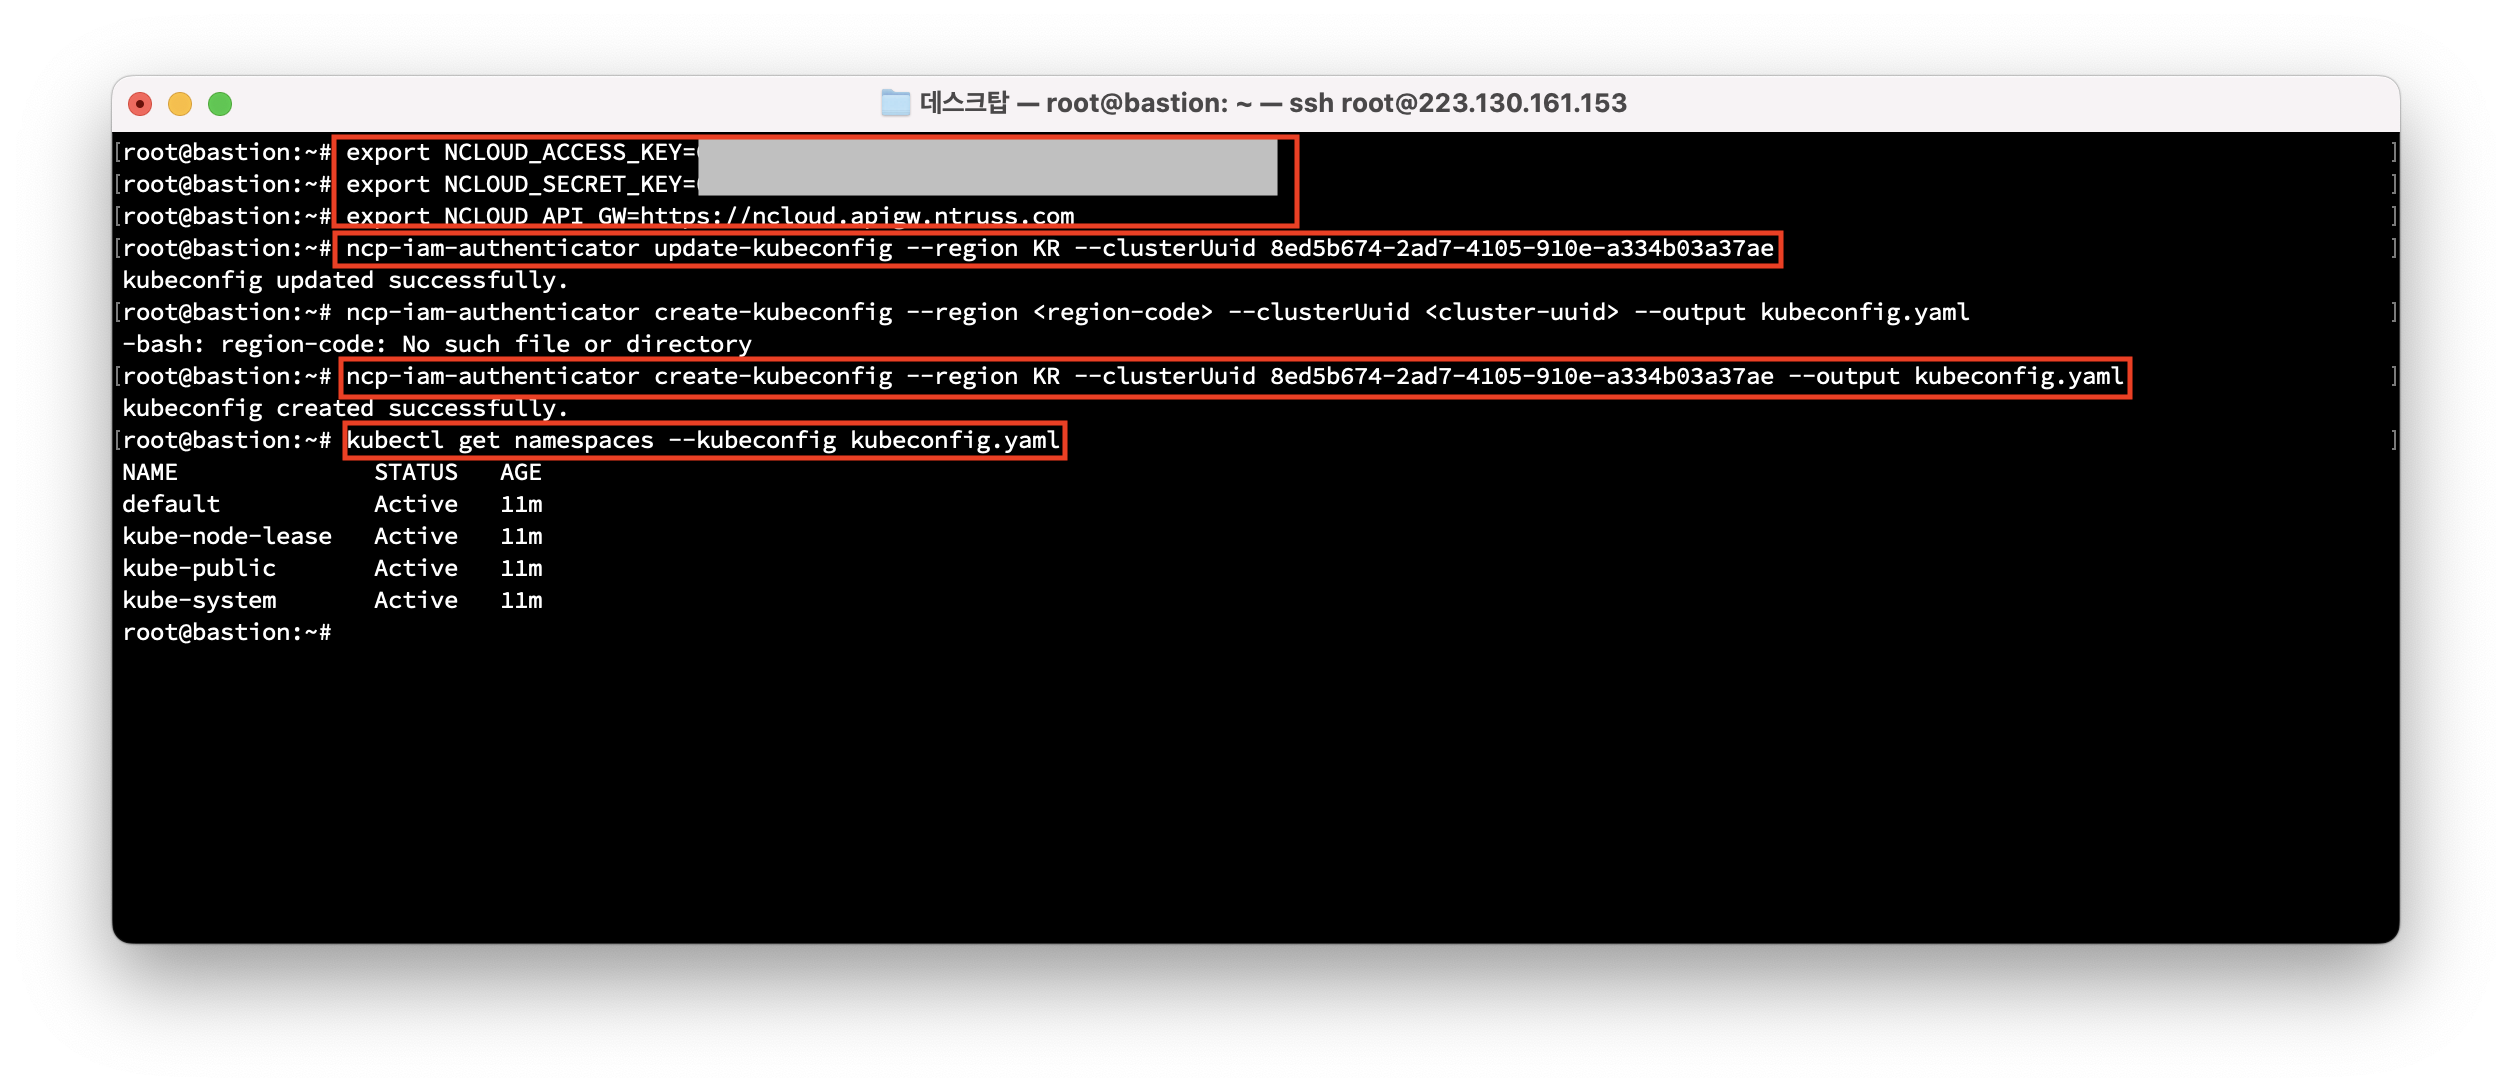 데스크탑 — root@bastion: ~ — ssh root@223.130.161.153
[root@bastion:~# export NCLOUD_ACCESS_KEY= ]
[root@bastion:~# export NCLOUD_SECRET_KEY= ]
[root@bastion:~# export NCLOUD_API_GW=https://ncloud.apigw.ntruss.com ]
[root@bastion:~# ncp-iam-authenticator update-kubeconfig --region KR --clusterUuid 8ed5b674-2ad7-4105-910e-a334b03a37ae ]
kubeconfig updated successfully.
[root@bastion:~# ncp-iam-authenticator create-kubeconfig --region <region-code> --clusterUuid <cluster-uuid> --output kubeconfig.yaml ]
-bash: region-code: No such file or directory
[root@bastion:~# ncp-iam-authenticator create-kubeconfig --region KR --clusterUuid 8ed5b674-2ad7-4105-910e-a334b03a37ae --output kubeconfig.yaml ]
kubeconfig created successfully.
[root@bastion:~# kubectl get namespaces --kubeconfig kubeconfig.yaml ]
NAME STATUS AGE
default Active 11m
kube-node-lease Active 11m
kube-public Active 11m
kube-system Active 11m
root@bastion:~#